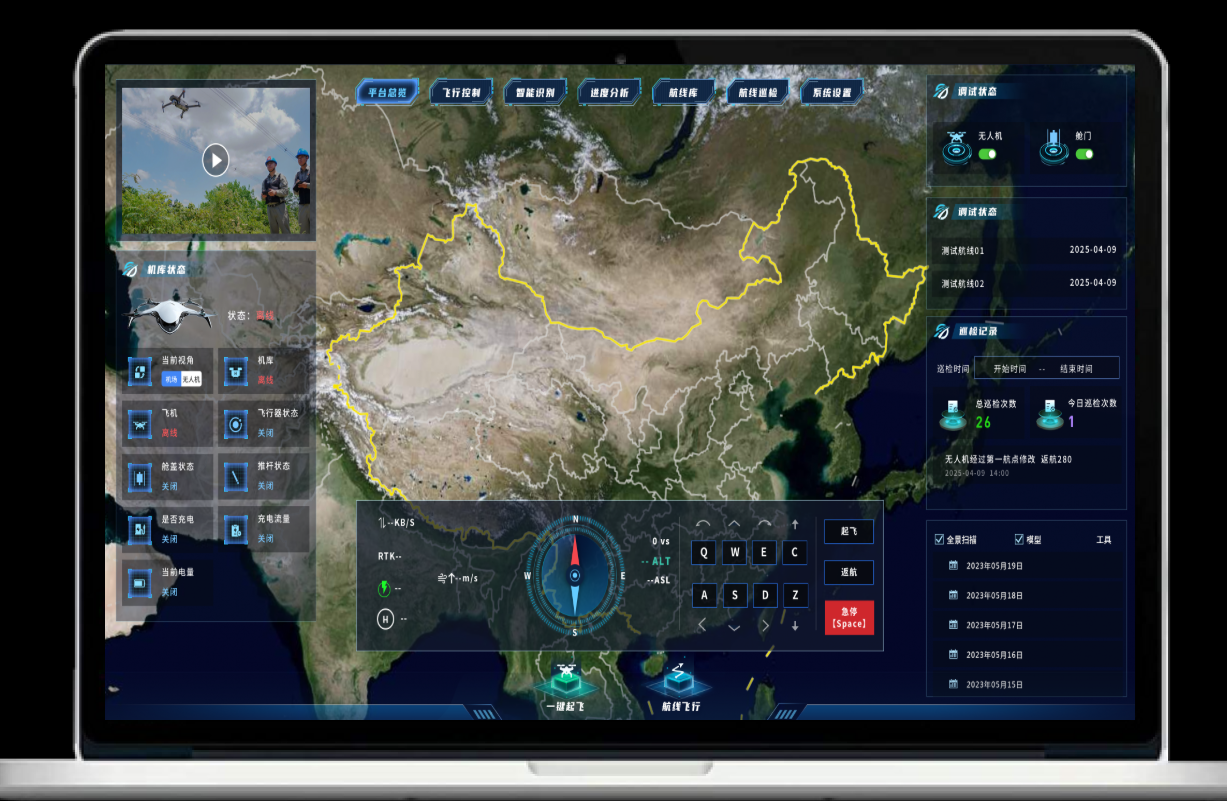 平台总览 飞行控制 智能识别 进度分析 航线库 航线巡检 系统设置
机库状态
状态：离线
当前视角
机场 无人机
机库
离线
飞机
离线
飞行器状态
关闭
舱盖状态
关闭
推杆状态
关闭
是否充电
关闭
充电流量
关闭
当前电量
关闭
--KB/S
RTK--
--
H --
--m/s
N
W E
S
0 vs
-- ALT
--ASL
Q W E C
A S D Z
起飞
返航
急停
[Space]
一键起飞 航线飞行
调试状态
无人机 舱门
调试状态
测试航线01 2025-04-09
测试航线02 2025-04-09
巡检记录
巡检时间 开始时间 -- 结束时间
总巡检次数
26
今日巡检次数
1
无人机经过第一航点修改 返航280
2025-04-09 14:00
全景扫描 模型 工具
2023年05月19日
2023年05月18日
2023年05月17日
2023年05月16日
2023年05月15日